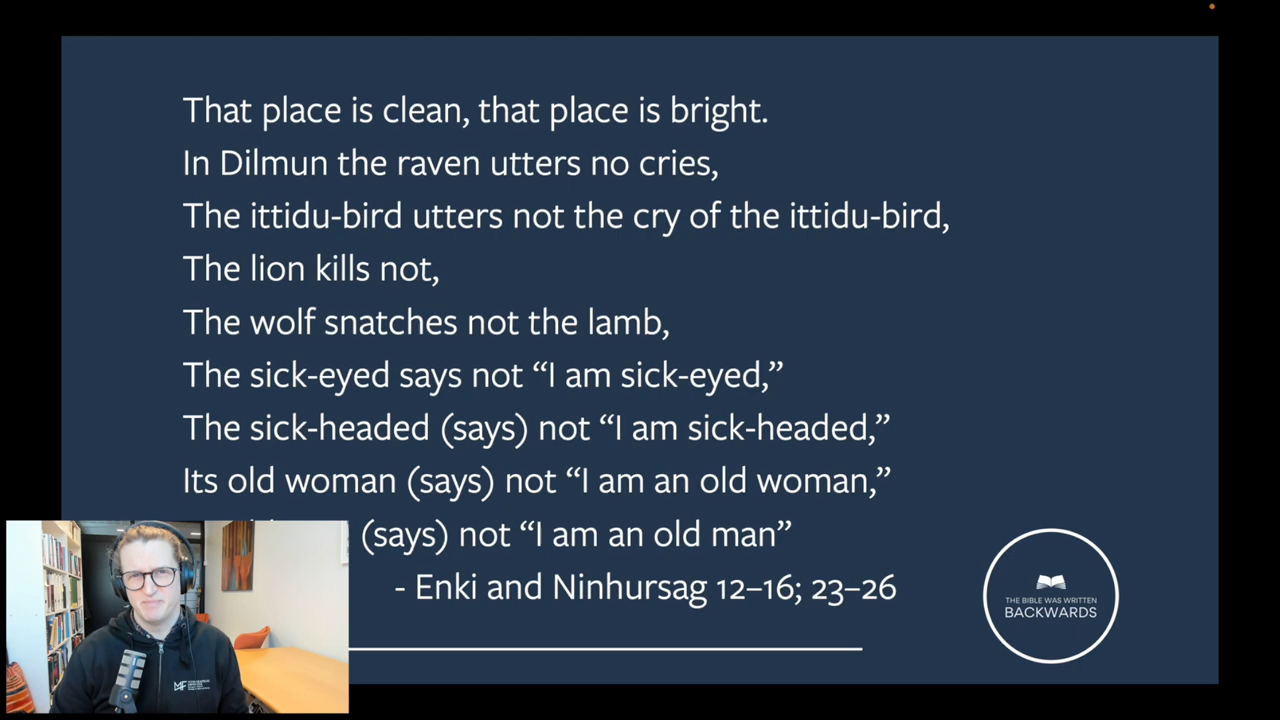 That place is clean, that place is bright.
In Dilmun the raven utters no cries,
The ittidu-bird utters not the cry of the ittidu-bird,
The lion kills not,
The wolf snatches not the lamb,
The sick-eyed says not “I am sick-eyed,”
The sick-headed (says) not “I am sick-headed,”
Its old woman (says) not “I am an old woman,”
(says) not “I am an old man”
- Enki and Ninhursag 12–16; 23–26
THE BIBLE WAS WRITTEN
BACKWARDS
MF